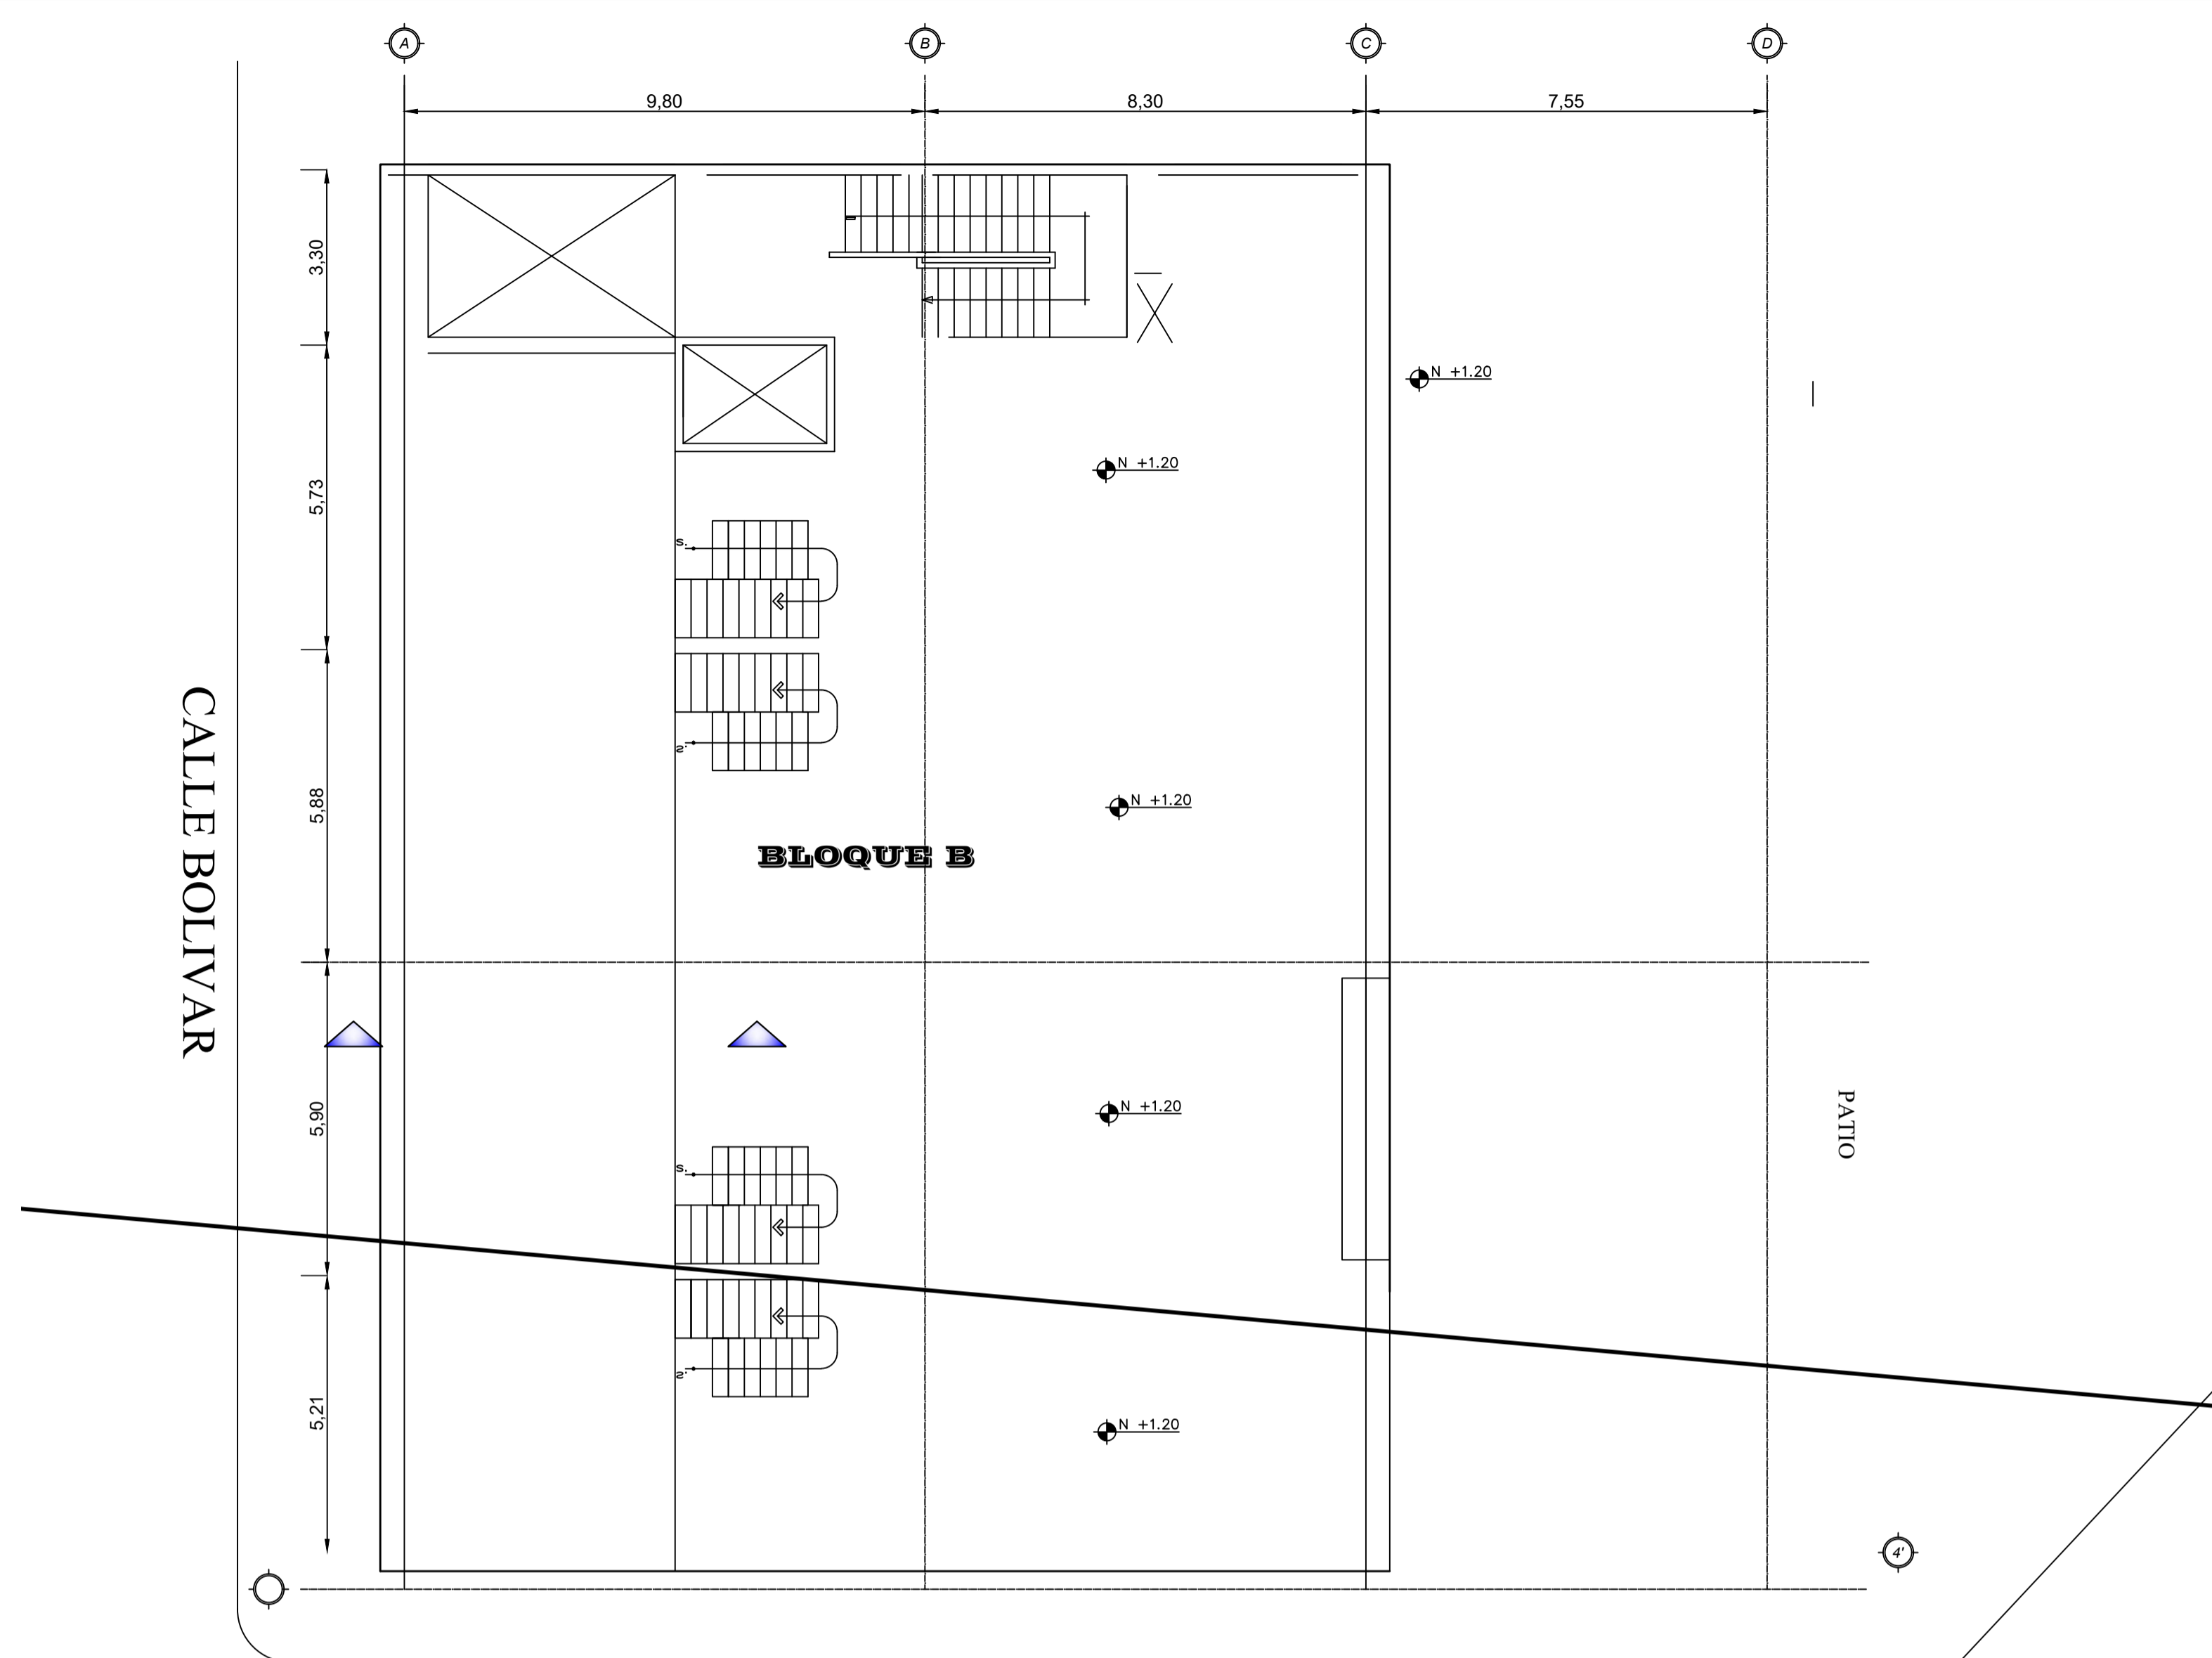 A
B
C
D
9,80
8,30
7,55
3,30
N +1.20
N +1.20
5,73
S.
CALLE BOLIVAR
S.
5,88
N +1.20
BLOQUE B
5,90
N +1.20
PATIO
S.
S.
5,21
N +1.20
4'